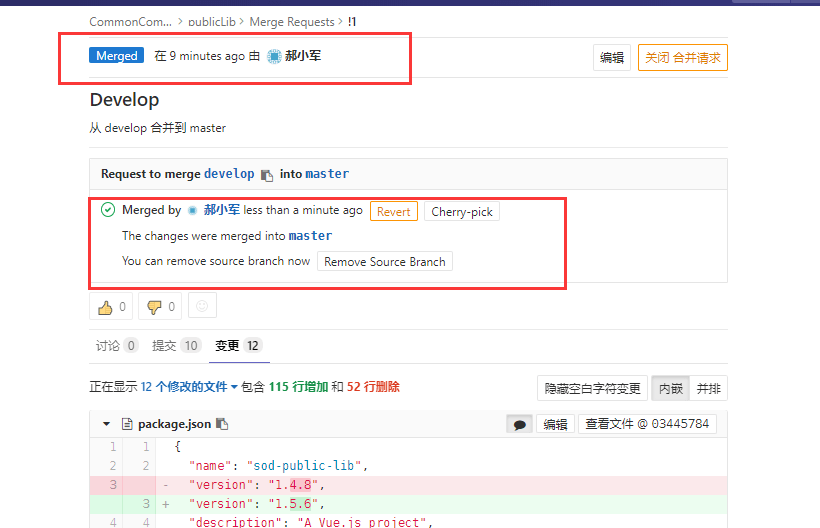 CommonCom... > publicLib > Merge Requests > !1
Merged 在 9 minutes ago 由 郝小军 编辑 关闭 合并请求
Develop
从 develop 合并到 master
Request to merge develop into master
Merged by 郝小军 less than a minute ago Revert Cherry-pick
The changes were merged into master
You can remove source branch now Remove Source Branch
0 0
讨论 0 提交 10 变更 12
正在显示 12 个修改的文件 包含 115 行增加 和 52 行删除 隐藏空白字符变更 内嵌 并排
package.json 编辑 查看文件 @ 03445784
1 1 {
2 2 "name": "sod-public-lib",
3 - "version": "1.4.8",
3 + "version": "1.5.6",
4 4 "description": "A Vue.js project",